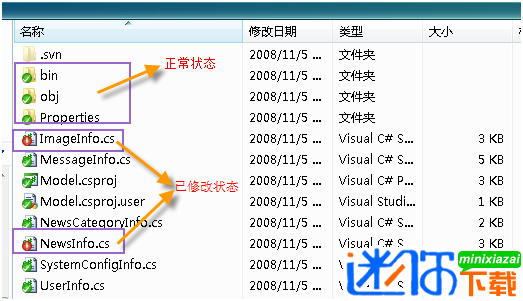 名称 修改日期 类型 大小
.svn 2008/11/5 ... 文件夹
bin 2008/11/5 ... 文件夹
正常状态
obj 2008/11/5 ... 文件夹
Properties 2008/11/5 ... 文件夹
ImageInfo.cs 2008/11/5 ... Visual C# S... 3 KB
MessageInfo.cs 2008/11/5 ... Visual C# S... 5 KB
Model.csproj 2008/11/5 ... Visual C# P... 3 KB
已修改状态
Model.csproj.user 2008/11/5 ... Visual Studi... 1 KB
NewsCategoryInfo.cs 2008/11/5 ... Visual C# S... 2 KB
NewsInfo.cs 2008/11/5 ... Visual C# S... 3 KB
SystemConfigInfo.cs 2008/11/5 ...
UserInfo.cs 2008/11/5 ...
迷你下载
minixiazai